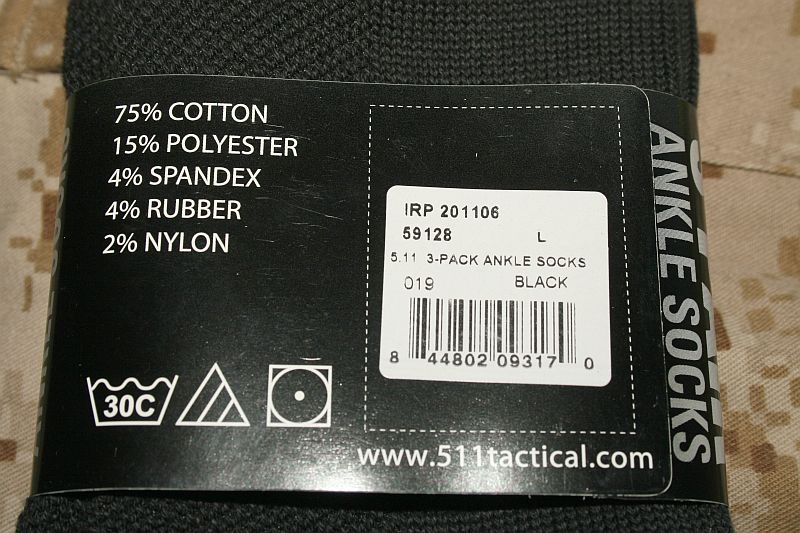 75% COTTON
15% POLYESTER
4% SPANDEX
4% RUBBER
2% NYLON
30C
IRP 201106
59128 L
5.11 3-PACK ANKLE SOCKS
019 BLACK
8 44802 09317 0
www.511tactical.com
ANKLE SOCKS